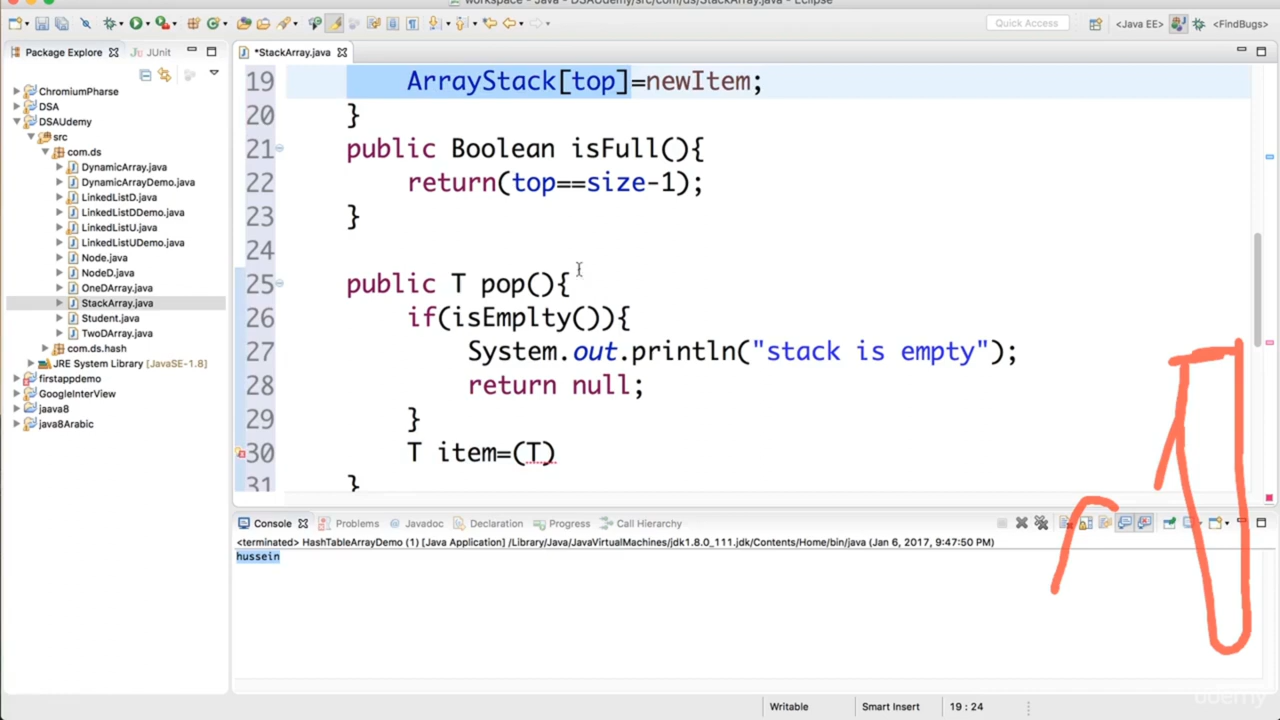 workspace - Java - DSAUdemy/src/com/ds/StackArray.java - Eclipse
Quick Access
<Java EE>
<FindBugs>
Package Explorer
JUnit
*StackArray.java
ChromiumPharse
DSA
DSAUdemy
src
com.ds
DynamicArray.java
DynamicArrayDemo.java
LinkedListD.java
LinkedListDDemo.java
LinkedListU.java
LinkedListUDemo.java
Node.java
NodeD.java
OneDArray.java
StackArray.java
Student.java
TwoDArray.java
com.ds.hash
JRE System Library [JavaSE-1.8]
firstappdemo
GoogleInterView
jaava8
java8Arabic
19 ArrayStack[top]=newItem;
20 }
21 public Boolean isFull(){
22 return(top==size-1);
23 }
24
25 public T pop(){
26 if(isEmplty()){
27 System.out.println("stack is empty");
28 return null;
29 }
30 T item=(T)
31 }
Console
Problems
Javadoc
Declaration
Progress
Call Hierarchy
<terminated> HashTableArrayDemo (1) [Java Application] /Library/Java/JavaVirtualMachines/jdk1.8.0_111.jdk/Contents/Home/bin/java (Jan 6, 2017, 9:47:50 PM)
hussein
Writable
Smart Insert
19 : 24
udemy